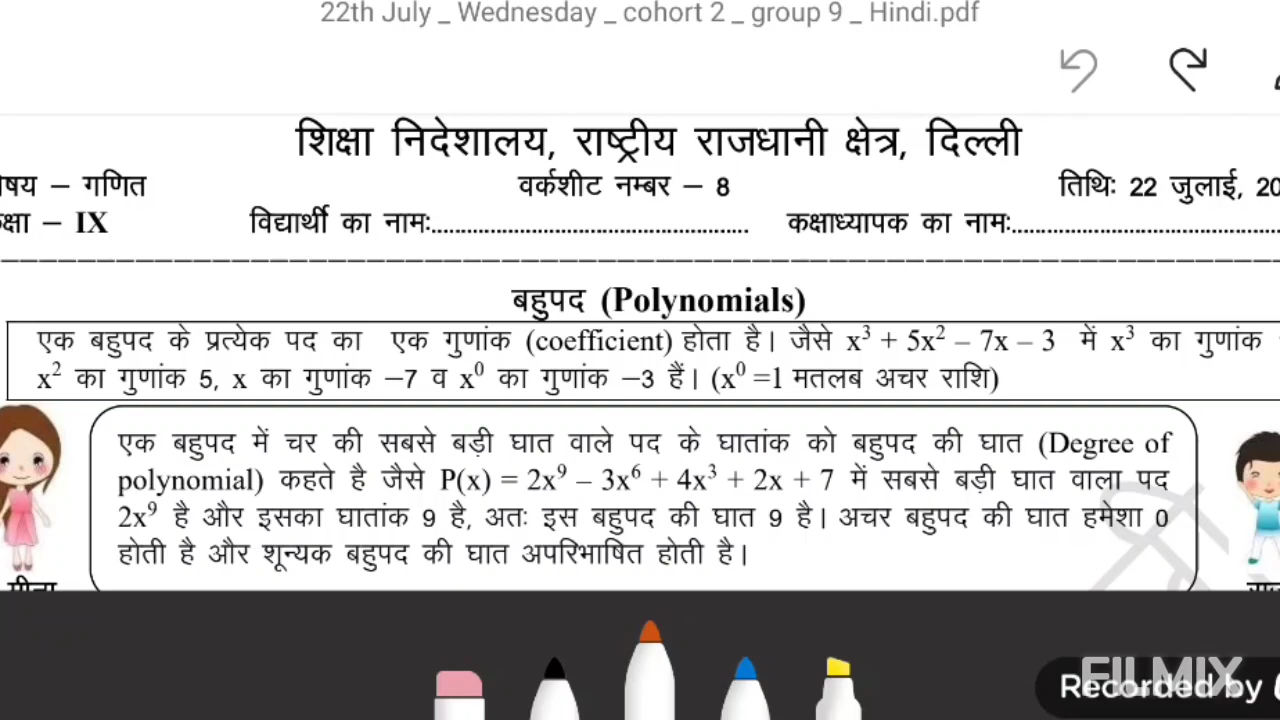 22th July _ Wednesday _ cohort 2 _ group 9 _ Hindi.pdf
शिक्षा निदेशालय, राष्ट्रीय राजधानी क्षेत्र, दिल्ली
– गणित वर्कशीट नम्बर – 8 तिथिः 22 जुलाई,
– IX विद्यार्थी का नामः............................................................ कक्षाध्यापक का नामः....................................................
बहुपद (Polynomials)
एक बहुपद के प्रत्येक पद का एक गुणांक (coefficient) होता है। जैसे x³ + 5x² – 7x – 3 में x³ का गुणांक
x² का गुणांक 5, x का गुणांक –7 व x⁰ का गुणांक –3 हैं। (x⁰ =1 मतलब अचर राशि)
एक बहुपद में चर की सबसे बड़ी घात वाले पद के घातांक को बहुपद की घात (Degree of
polynomial) कहते है जैसे P(x) = 2x⁹ – 3x⁶ + 4x³ + 2x + 7 में सबसे बड़ी घात वाला पद
2x⁹ है और इसका घातांक 9 है, अतः इस बहुपद की घात 9 है। अचर बहुपद की घात हमेशा 0
होती है और शून्यक बहुपद की घात अपरिभाषित होती है।
FILMIX
Recorded by